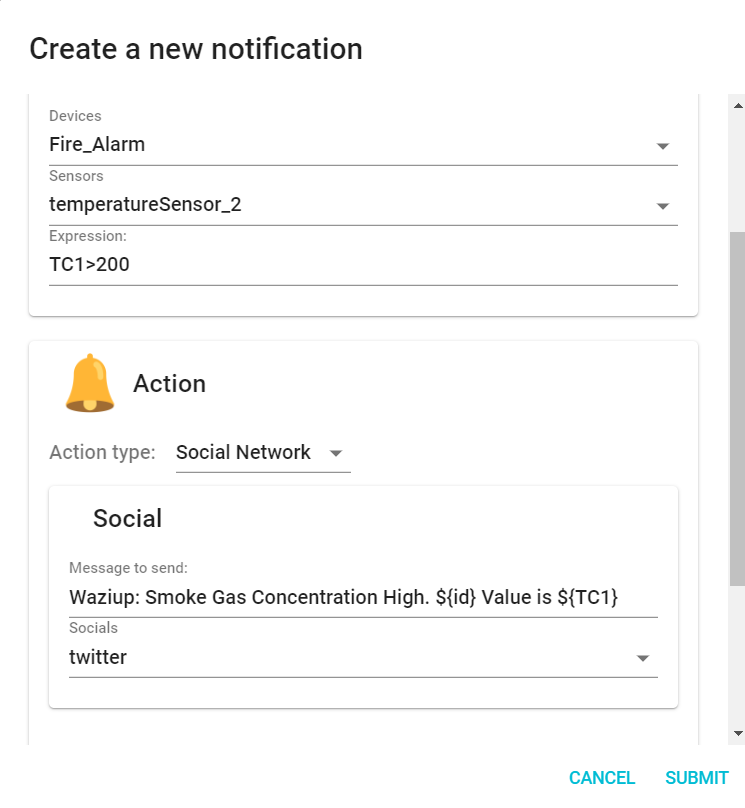 Create a new notification
Devices
Fire_Alarm
Sensors
temperatureSensor_2
Expression:
TC1>200
Action
Action type: Social Network
Social
Message to send:
Waziup: Smoke Gas Concentration High. ${id} Value is ${TC1}
Socials
twitter
CANCEL SUBMIT